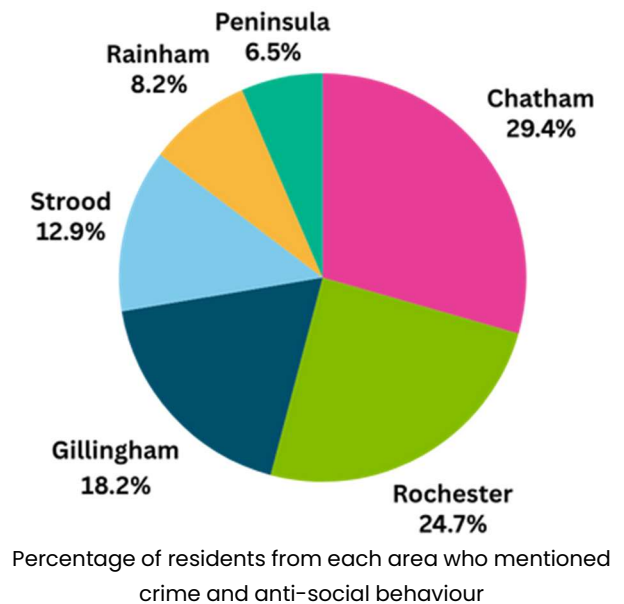 Peninsula
6.5%
Rainham
8.2%
Chatham
29.4%
Strood
12.9%
Gillingham
18.2%
Rochester
24.7%
Percentage of residents from each area who mentioned
crime and anti-social behaviour